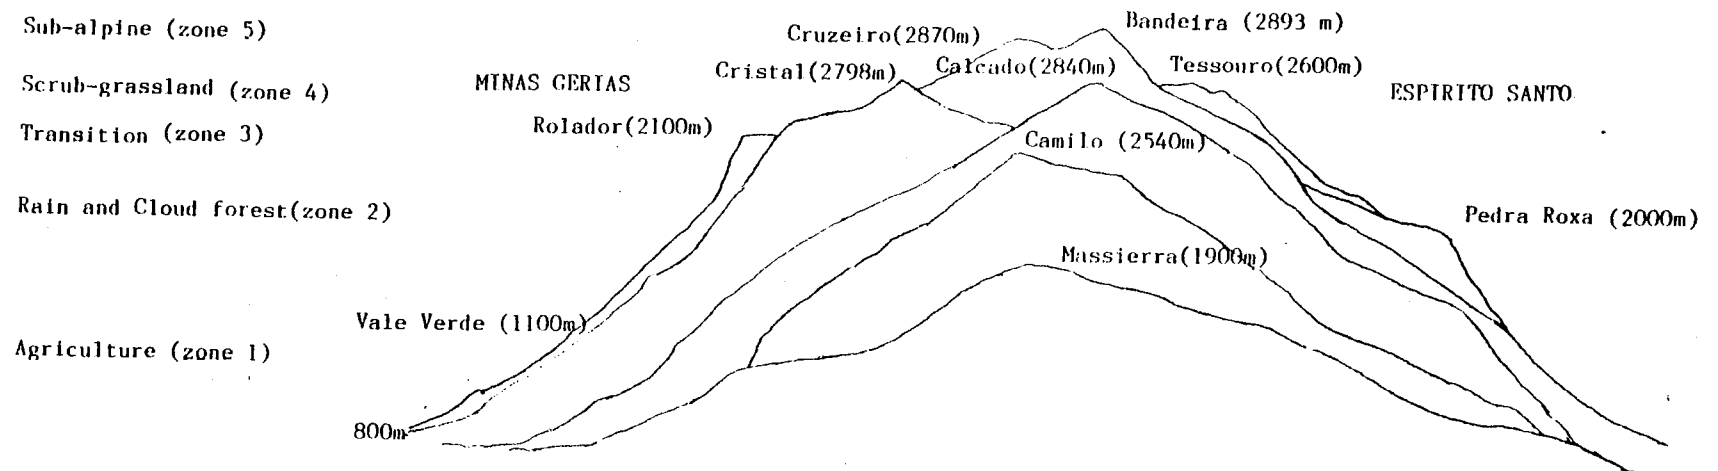 Sub-alpine (zone 5)
Scrub-grassland (zone 4)
Transition (zone 3)
Rain and Cloud forest(zone 2)
Agriculture (zone 1)
MINAS GERIAS
Cruzeiro(2870m)
Bandeira (2893 m)
Cristal(2798m)
Calcado(2840m)
Tessouro(2600m)
ESPIRITO SANTO
Rolador(2100m)
Camilo (2540m)
Pedra Roxa (2000m)
Massierra(1900m)
Vale Verde (1100m)
800m